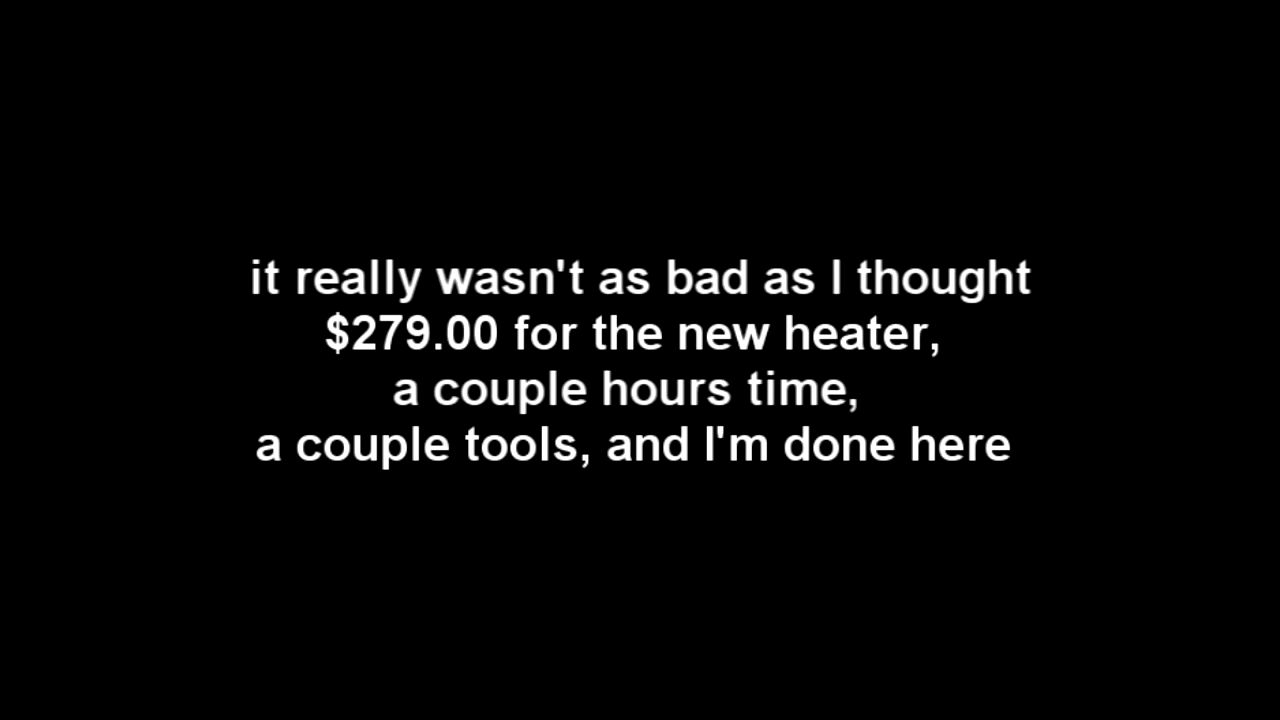 it really wasn't as bad as I thought
$279.00 for the new heater,
a couple hours time,
a couple tools, and I'm done here